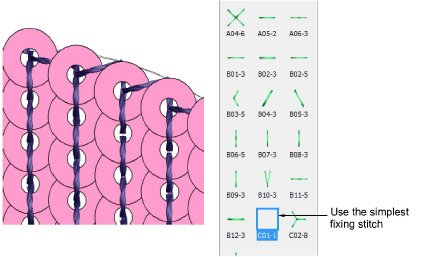 A04-6 A05-2 A06-3
B01-3 B02-3 B02-5
B03-5 B04-3 B05-3
B06-5 B07-3 B08-3
B09-3 B10-3 B11-5
B12-3 C01-1 C02-8
Use the simplest
fixing stitch